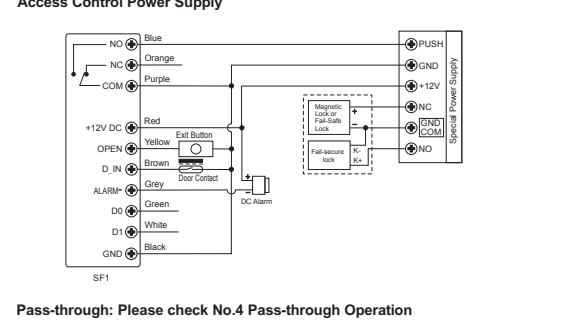 Access Control Power Supply
NO
Blue
NC
Orange
COM
Purple
+12V DC
Red
OPEN
Yellow
Exit Button
D_IN
Brown
Door Contact
ALARM-
Grey
+
-
DC Alarm
D0
Green
D1
White
GND
Black
SF1
Magnetic
Lock or
Fail-Safe
Lock
+
-
Fail-secure
lock
K-
K+
PUSH
GND
+12V
NC
GND
COM
NO
Special Power Supply
Pass-through: Please check No.4 Pass-through Operation